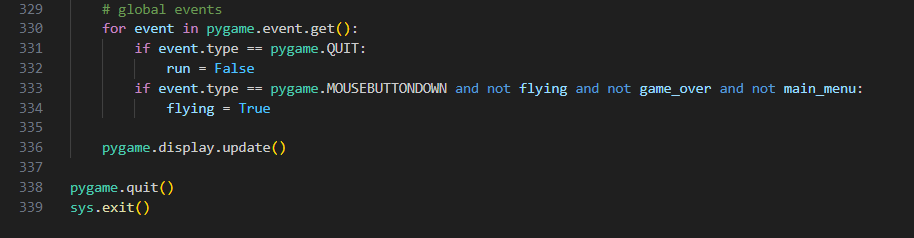 329 # global events
330 for event in pygame.event.get():
331 if event.type == pygame.QUIT:
332 run = False
333 if event.type == pygame.MOUSEBUTTONDOWN and not flying and not game_over and not main_menu:
334 flying = True
335
336 pygame.display.update()
337
338 pygame.quit()
339 sys.exit()